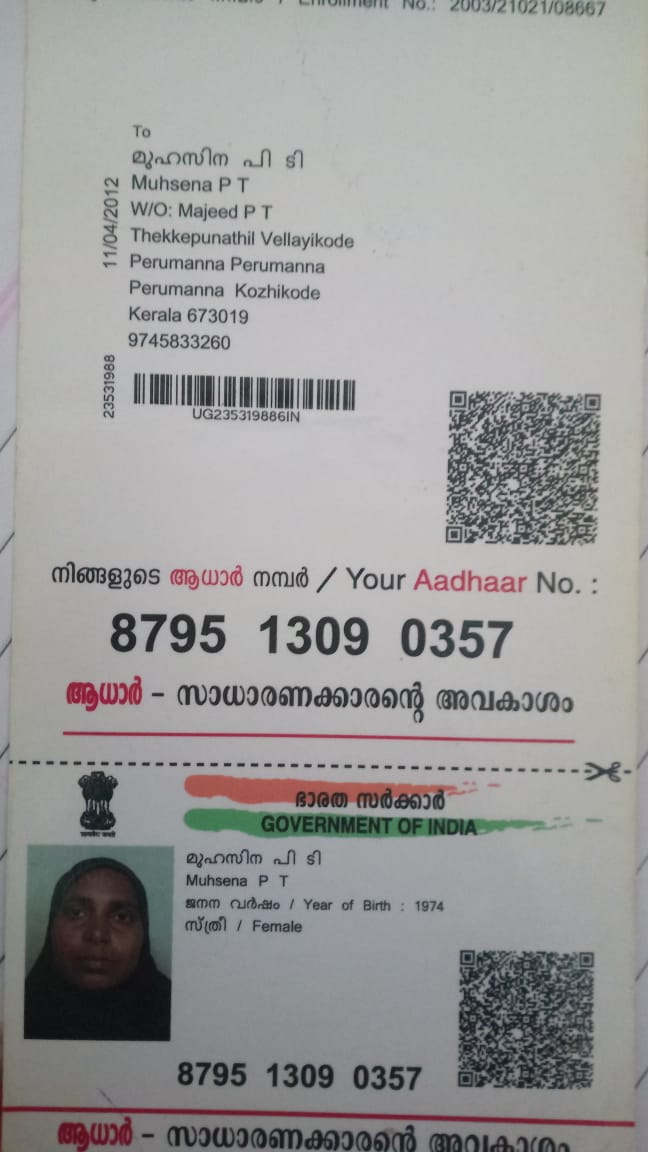 Enrollment No.: 2003/21021/08667
To
മുഹസിന പി ടി
Muhsena P T
W/O: Majeed P T
Thekkepunathil Vellayikode
Perumanna Perumanna
Perumanna Kozhikode
Kerala 673019
9745833260
11/04/2012
23531988
UG235319886IN
നിങ്ങളുടെ ആധാർ നമ്പർ / Your Aadhaar No. :
8795 1309 0357
ആധാർ - സാധാരണക്കാരന്റെ അവകാശം
ഭാരത സർക്കാർ
GOVERNMENT OF INDIA
മുഹസിന പി ടി
Muhsena P T
ജനന വർഷം / Year of Birth : 1974
സ്ത്രീ / Female
8795 1309 0357
ആധാർ - സാധാരണക്കാരന്റെ അവകാശം